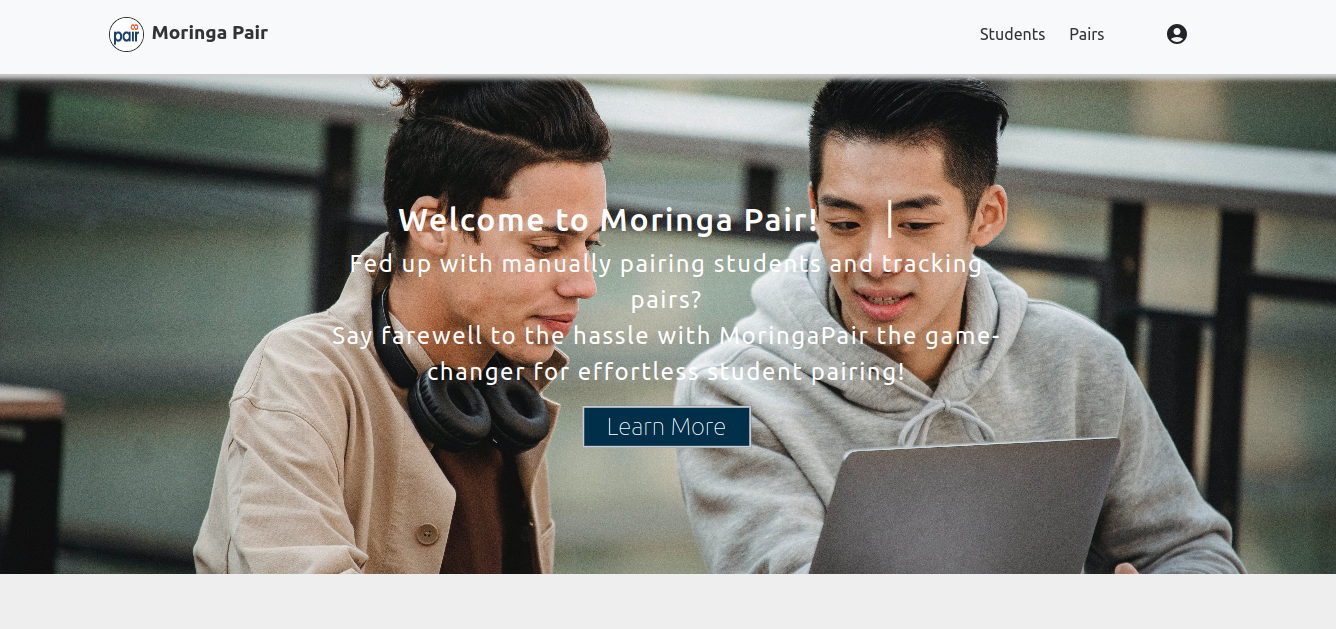 pair
Moringa Pair
Students
Pairs
Welcome to Moringa Pair!
Fed up with manually pairing students and tracking
pairs?
Say farewell to the hassle with MoringaPair the game-
changer for effortless student pairing!
Learn More